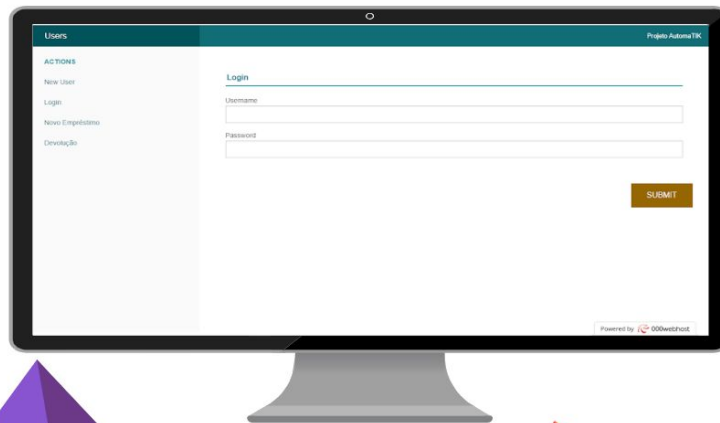 Users
Projeto AutomaTIK
ACTIONS
New User
Login
Novo Empréstimo
Devolução
Login
Username
Password
SUBMIT
Powered by 000webhost